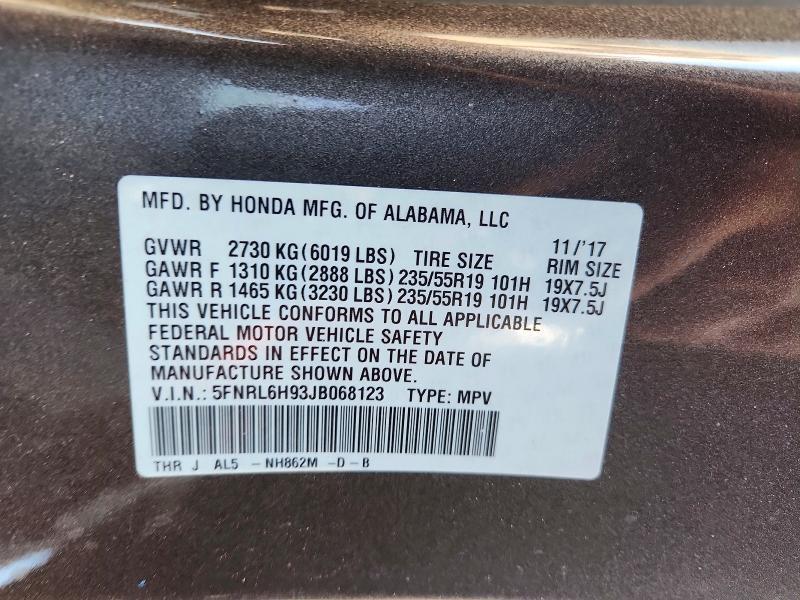 MFD. BY HONDA MFG. OF ALABAMA, LLC
GVWR 2730 KG(6019 LBS) TIRE SIZE 11/'17 RIM SIZE
GAWR F 1310 KG(2888 LBS) 235/55R19 101H 19X7.5J
GAWR R 1465 KG(3230 LBS) 235/55R19 101H 19X7.5J
THIS VEHICLE CONFORMS TO ALL APPLICABLE
FEDERAL MOTOR VEHICLE SAFETY
STANDARDS IN EFFECT ON THE DATE OF
MANUFACTURE SHOWN ABOVE.
V.I.N.: 5FNRL6H93JB068123 TYPE: MPV
THR J AL5 -NH862M -D-B